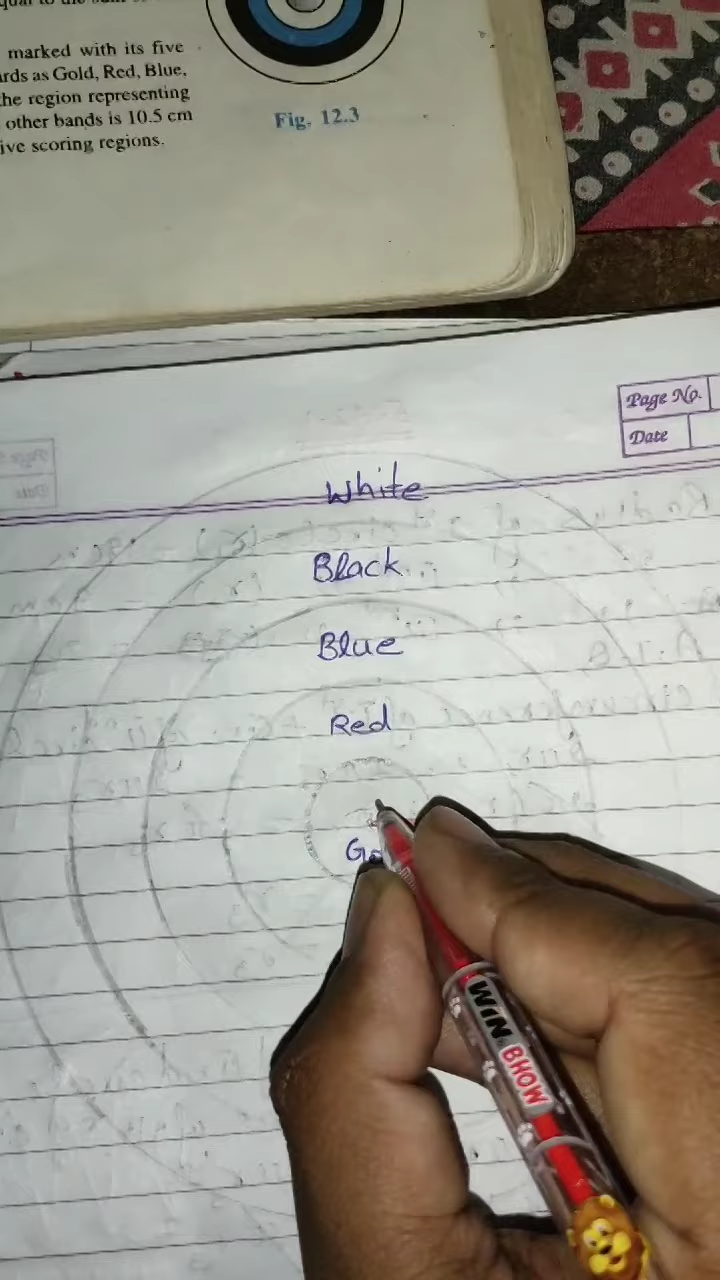 marked with its five
ards as Gold, Red, Blue,
the region representing
other bands is 10.5 cm
ive scoring regions.
Fig. 12.3
Page No.
Date
White
Black
Blue
Red
WIN BHOW